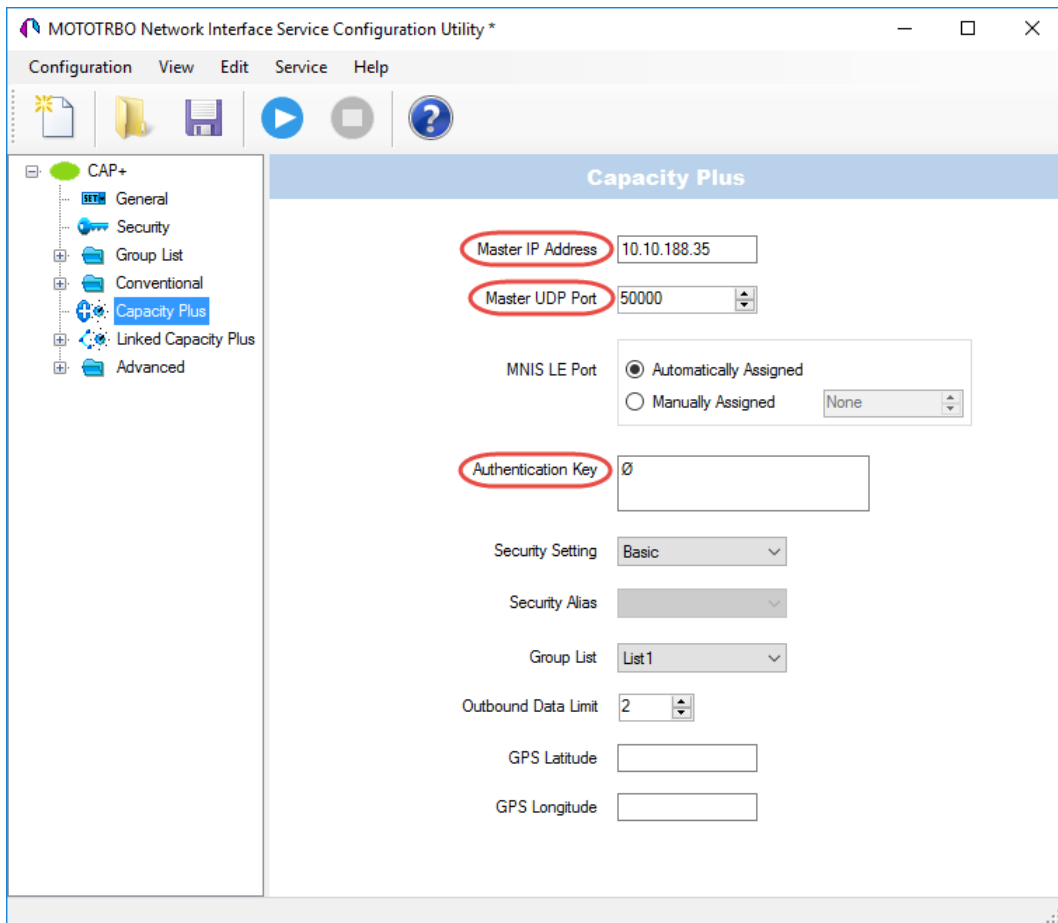 MOTOTRBO Network Interface Service Configuration Utility *
Configuration View Edit Service Help
CAP+
SET
General
Security
Group List
Conventional
Capacity Plus
Linked Capacity Plus
Advanced
Capacity Plus
Master IP Address 10.10.188.35
Master UDP Port 50000
MNIS LE Port
Automatically Assigned
Manually Assigned None
Authentication Key Ø
Security Setting Basic
Security Alias
Group List List1
Outbound Data Limit 2
GPS Latitude
GPS Longitude